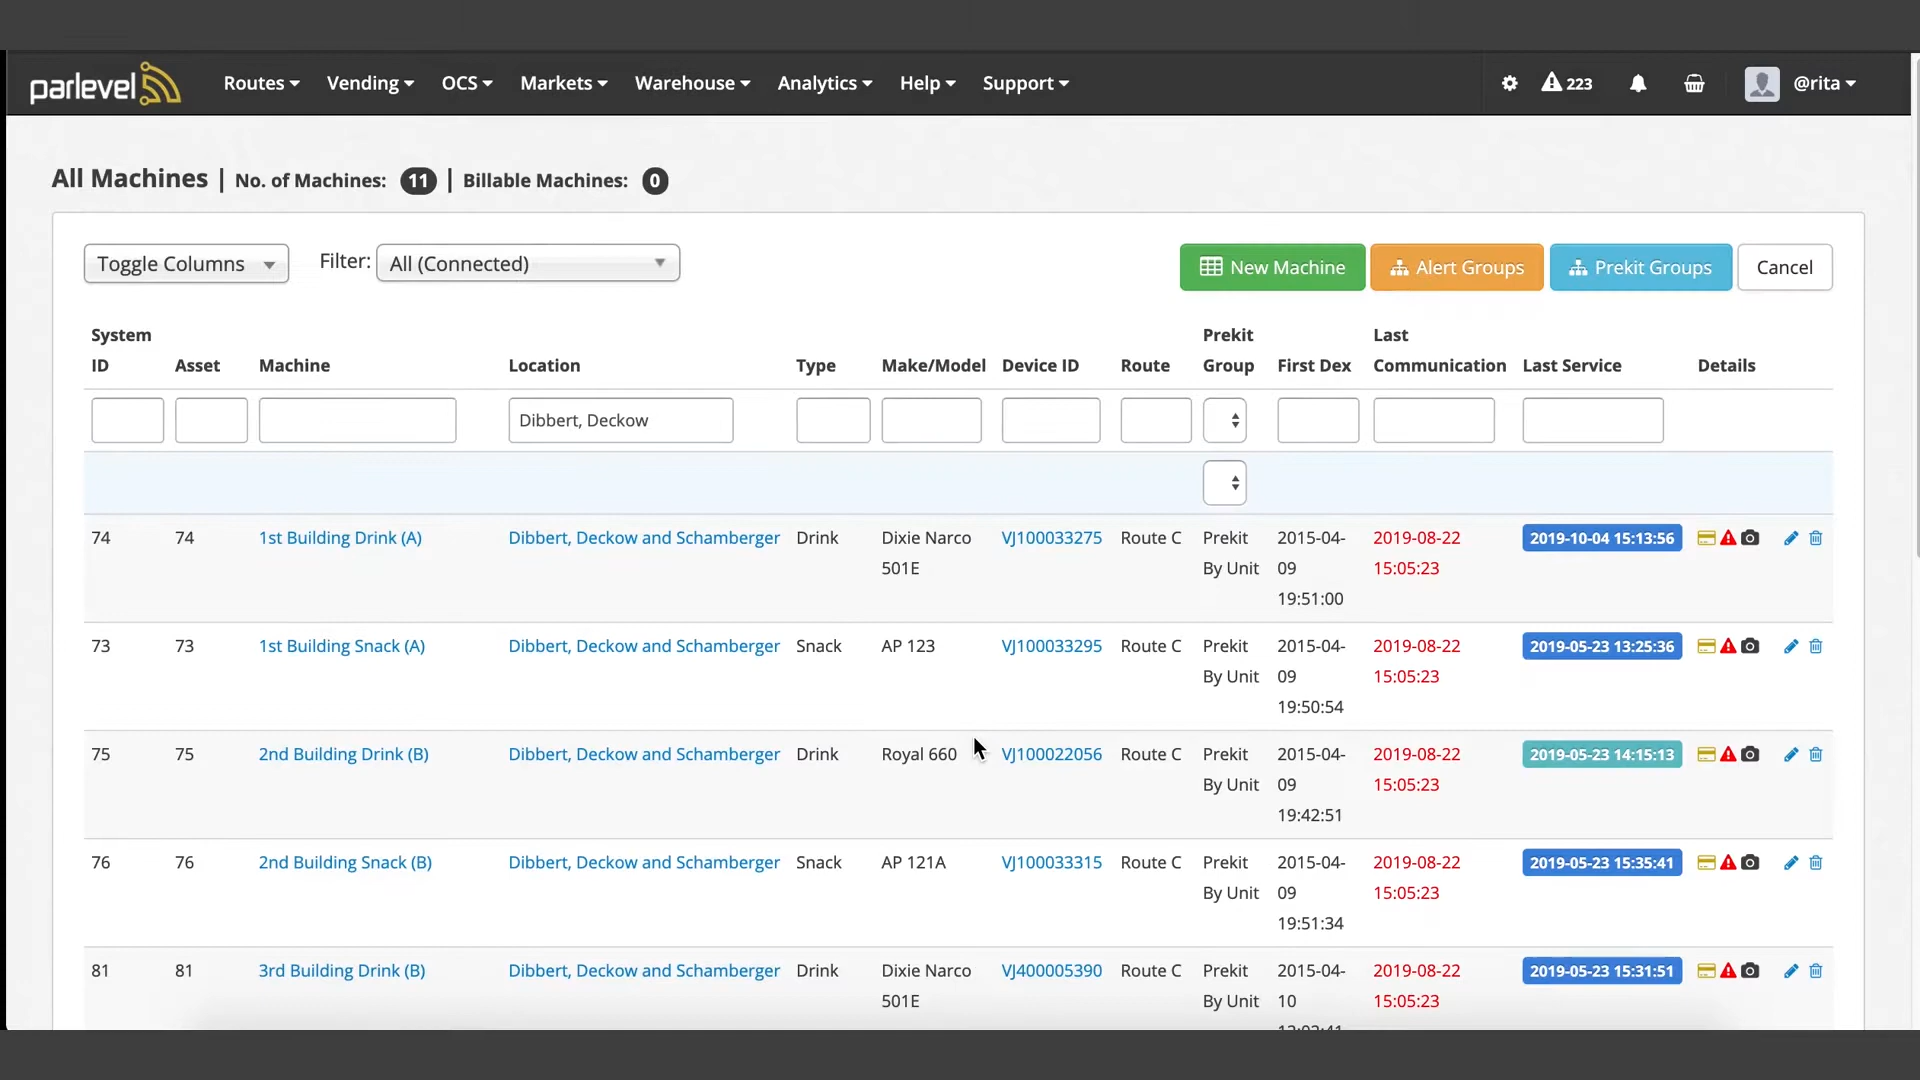 parlevel Routes Vending OCS Markets Warehouse Analytics Help Support 223 @rita
All Machines | No. of Machines: 11 | Billable Machines: 0
Toggle Columns Filter: All (Connected) New Machine Alert Groups Prekit Groups Cancel
System Prekit Last
ID Asset Machine Location Type Make/Model Device ID Route Group First Dex Communication Last Service Details
Dibbert, Deckow
74 74 1st Building Drink (A) Dibbert, Deckow and Schamberger Drink Dixie Narco VJ100033275 Route C Prekit 2015-04- 2019-08-22 2019-10-04 15:13:56
501E By Unit 09 15:05:23
19:51:00
73 73 1st Building Snack (A) Dibbert, Deckow and Schamberger Snack AP 123 VJ100033295 Route C Prekit 2015-04- 2019-08-22 2019-05-23 13:25:36
By Unit 09 15:05:23
19:50:54
75 75 2nd Building Drink (B) Dibbert, Deckow and Schamberger Drink Royal 660 VJ100022056 Route C Prekit 2015-04- 2019-08-22 2019-05-23 14:15:13
By Unit 09 15:05:23
19:42:51
76 76 2nd Building Snack (B) Dibbert, Deckow and Schamberger Snack AP 121A VJ100033315 Route C Prekit 2015-04- 2019-08-22 2019-05-23 15:35:41
By Unit 09 15:05:23
19:51:34
81 81 3rd Building Drink (B) Dibbert, Deckow and Schamberger Drink Dixie Narco VJ400005390 Route C Prekit 2015-04- 2019-08-22 2019-05-23 15:31:51
501E By Unit 10 15:05:23